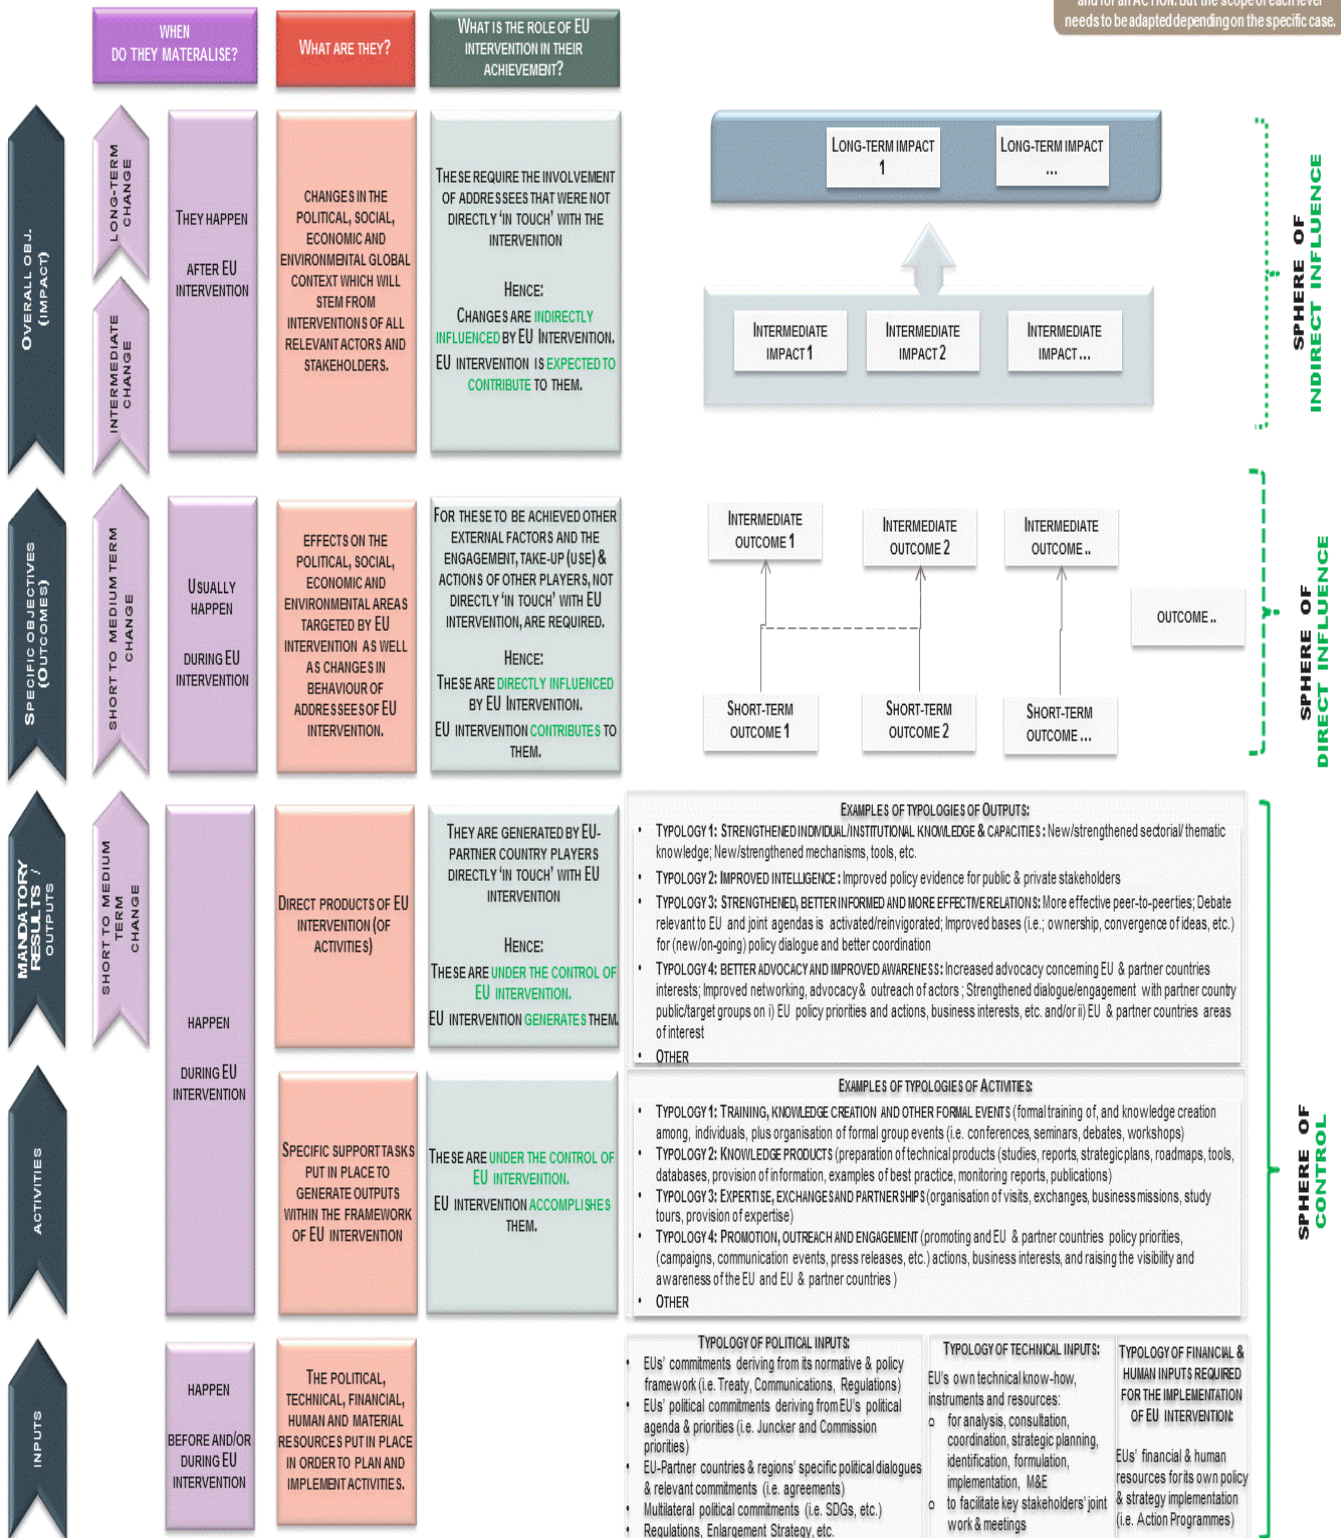 and for an ACTION. But the scope of each level
needs to be adapted depending on the specific case.
WHEN
DO THEY MATERIALISE?
WHAT ARE THEY?
WHAT IS THE ROLE OF EU
INTERVENTION IN THEIR
ACHIEVEMENT?
OVERALL OBJ.
(IMPACT)
LONG-TERM
CHANGE
INTERMEDIATE
CHANGE
THEY HAPPEN
AFTER EU
INTERVENTION
CHANGES IN THE
POLITICAL, SOCIAL,
ECONOMIC AND
ENVIRONMENTAL GLOBAL
CONTEXT WHICH WILL
STEM FROM
INTERVENTIONS OF ALL
RELEVANT ACTORS AND
STAKEHOLDERS.
THESE REQUIRE THE INVOLVEMENT
OF ADDRESSEES THAT WERE NOT
DIRECTLY 'IN TOUCH' WITH THE
INTERVENTION
HENCE:
CHANGES ARE INDIRECTLY
INFLUENCED BY EU INTERVENTION.
EU INTERVENTION IS EXPECTED TO
CONTRIBUTE TO THEM.
LONG-TERM IMPACT
1
LONG-TERM IMPACT
...
INTERMEDIATE
IMPACT 1
INTERMEDIATE
IMPACT 2
INTERMEDIATE
IMPACT ...
SPHERE OF
INDIRECT INFLUENCE
SPECIFIC OBJECTIVES
(OUTCOMES)
SHORT TO MEDIUM TERM
CHANGE
USUALLY
HAPPEN
DURING EU
INTERVENTION
EFFECTS ON THE
POLITICAL, SOCIAL,
ECONOMIC AND
ENVIRONMENTAL AREAS
TARGETED BY EU
INTERVENTION AS WELL
AS CHANGES IN
BEHAVIOUR OF
ADDRESSEES OF EU
INTERVENTION.
FOR THESE TO BE ACHIEVED OTHER
EXTERNAL FACTORS AND THE
ENGAGEMENT, TAKE-UP (USE) &
ACTIONS OF OTHER PLAYERS, NOT
DIRECTLY 'IN TOUCH' WITH EU
INTERVENTION, ARE REQUIRED.
HENCE:
THESE ARE DIRECTLY INFLUENCED
BY EU INTERVENTION.
EU INTERVENTION CONTRIBUTES TO
THEM.
INTERMEDIATE
OUTCOME 1
INTERMEDIATE
OUTCOME 2
INTERMEDIATE
OUTCOME ..
OUTCOME ..
SHORT-TERM
OUTCOME 1
SHORT-TERM
OUTCOME 2
SHORT-TERM
OUTCOME ...
SPHERE OF
DIRECT INFLUENCE
MANDATORY
RESULTS /
OUTPUTS
SHORT TO MEDIUM
TERM
CHANGE
HAPPEN
DURING EU
INTERVENTION
DIRECT PRODUCTS OF EU
INTERVENTION (OF
ACTIVITIES)
THEY ARE GENERATED BY EU-
PARTNER COUNTRY PLAYERS
DIRECTLY 'IN TOUCH' WITH EU
INTERVENTION
HENCE:
THESE ARE UNDER THE CONTROL OF
EU INTERVENTION.
EU INTERVENTION GENERATES THEM.
EXAMPLES OF TYPOLOGIES OF OUTPUTS:
• TYPOLOGY 1: STRENGTHENED INDIVIDUAL/INSTITUTIONAL KNOWLEDGE & CAPACITIES : New/strengthened sectorial/ thematic
knowledge; New/strengthened mechanisms, tools, etc.
• TYPOLOGY 2: IMPROVED INTELLIGENCE: Improved policy evidence for public & private stakeholders
• TYPOLOGY 3: STRENGTHENED, BETTER INFORMED AND MORE EFFECTIVE RELATIONS: More effective peer-to-peerties; Debate
relevant to EU and joint agendas is activated/reinvigorated; Improved bases (i.e.; ownership, convergence of ideas, etc.)
for (new/on-going) policy dialogue and better coordination
• TYPOLOGY 4: BETTER ADVOCACY AND IMPROVED AWARENESS: Increased advocacy concerning EU & partner countries
interests; Improved networking, advocacy & outreach of actors ; Strengthened dialogue/engagement with partner country
public/target groups on i) EU policy priorities and actions, business interests, etc. and/or ii) EU & partner countries areas
of interest
• OTHER
ACTIVITIES
SPECIFIC SUPPORT TASKS
PUT IN PLACE TO
GENERATE OUTPUTS
WITHIN THE FRAMEWORK
OF EU INTERVENTION
THESE ARE UNDER THE CONTROL OF
EU INTERVENTION.
EU INTERVENTION ACCOMPLISHES
THEM.
EXAMPLES OF TYPOLOGIES OF ACTIVITIES:
• TYPOLOGY 1: TRAINING, KNOWLEDGE CREATION AND OTHER FORMAL EVENTS (formal training of, and knowledge creation
among, individuals, plus organisation of formal group events (i.e. conferences, seminars, debates, workshops)
• TYPOLOGY 2: KNOWLEDGE PRODUCTS (preparation of technical products (studies, reports, strategic plans, roadmaps, tools,
databases, provision of information, examples of best practice, monitoring reports, publications)
• TYPOLOGY 3: EXPERTISE, EXCHANGES AND PARTNERSHIPS (organisation of visits, exchanges, business missions, study
tours, provision of expertise)
• TYPOLOGY 4: PROMOTION, OUTREACH AND ENGAGEMENT (promoting and EU & partner countries policy priorities,
(campaigns, communication events, press releases, etc.) actions, business interests, and raising the visibility and
awareness of the EU and EU & partner countries )
• OTHER
SPHERE OF
CONTROL
INPUTS
HAPPEN
BEFORE AND/OR
DURING EU
INTERVENTION
THE POLITICAL,
TECHNICAL, FINANCIAL,
HUMAN AND MATERIAL
RESOURCES PUT IN PLACE
IN ORDER TO PLAN AND
IMPLEMENT ACTIVITIES.
TYPOLOGY OF POLITICAL INPUTS:
• EUs' commitments deriving from its normative & policy
framework (i.e. Treaty, Communications, Regulations)
• EUs' political commitments deriving from EU's political
agenda & priorities (i.e. Juncker and Commission
priorities)
• EU-Partner countries & regions' specific political dialogues
& relevant commitments (i.e. agreements)
• Multilateral political commitments (i.e. SDGs, etc.)
• Regulations, Enlargement Strategy, etc.
TYPOLOGY OF TECHNICAL INPUTS:
EU's own technical know-how,
instruments and resources:
o for analysis, consultation,
coordination, strategic planning,
identification, formulation,
implementation, M&E
o to facilitate key stakeholders' joint
work & meetings
TYPOLOGY OF FINANCIAL &
HUMAN INPUTS REQUIRED
FOR THE IMPLEMENTATION
OF EU INTERVENTION:
EUs' financial & human
resources for its own policy
& strategy implementation
(i.e. Action Programmes)